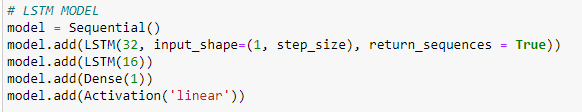 # LSTM MODEL
model = Sequential()
model.add(LSTM(32, input_shape=(1, step_size), return_sequences = True))
model.add(LSTM(16))
model.add(Dense(1))
model.add(Activation('linear'))